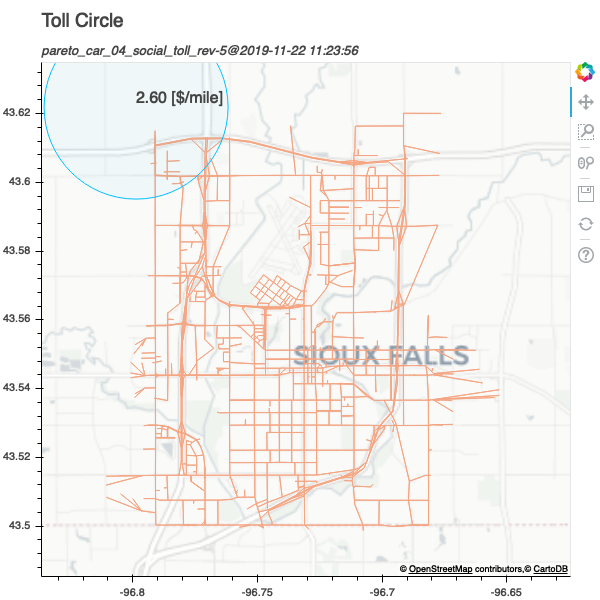 Toll Circle
pareto_car_04_social_toll_rev-5@2019-11-22 11:23:56
2.60 [$/mile]
43.62
43.6
43.58
43.56
SIOUX FALLS
43.54
43.52
43.5
© OpenStreetMap contributors,© CartoDB
-96.8
-96.75
-96.7
-96.65